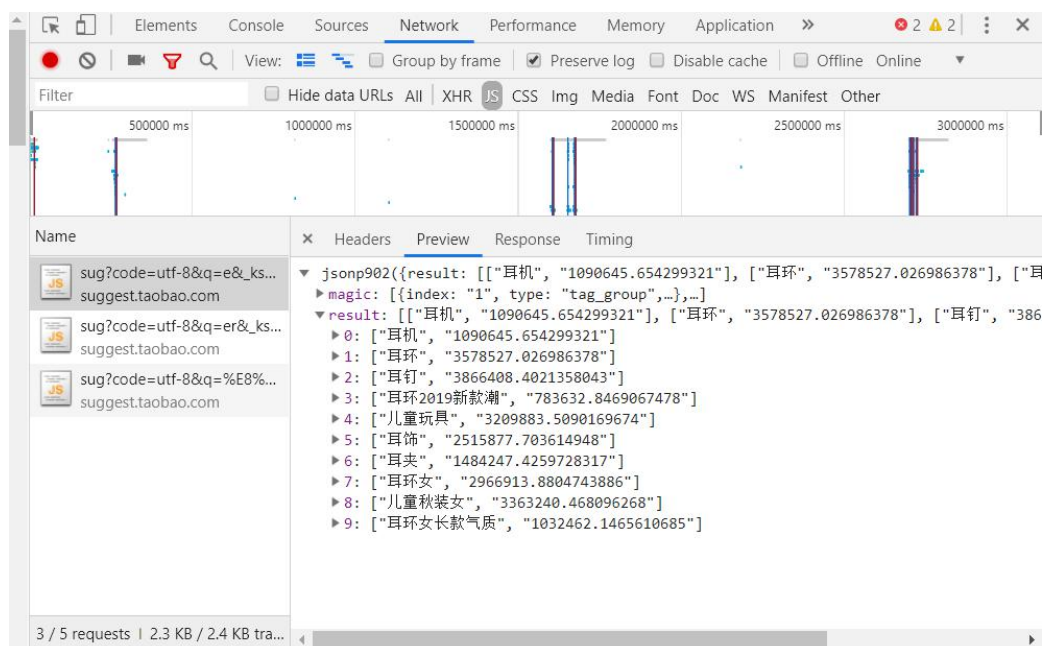 Elements Console Sources Network Performance Memory Application » 2 2
View: Group by frame Preserve log Disable cache Offline Online
Filter Hide data URLs All XHR JS CSS Img Media Font Doc WS Manifest Other
500000 ms 1000000 ms 1500000 ms 2000000 ms 2500000 ms 3000000 ms
Name × Headers Preview Response Timing
sug?code=utf-8&q=e&_ks...
suggest.taobao.com
sug?code=utf-8&q=er&_ks...
suggest.taobao.com
sug?code=utf-8&q=%E8%...
suggest.taobao.com
jsonp902({result: [["耳机", "1090645.654299321"], ["耳环", "3578527.026986378"], ["耳
magic: [{index: "1", type: "tag_group",…},…]
result: [["耳机", "1090645.654299321"], ["耳环", "3578527.026986378"], ["耳钉", "386
0: ["耳机", "1090645.654299321"]
1: ["耳环", "3578527.026986378"]
2: ["耳钉", "3866408.4021358043"]
3: ["耳环2019新款潮", "783632.8469067478"]
4: ["儿童玩具", "3209883.5090169674"]
5: ["耳饰", "2515877.703614948"]
6: ["耳夹", "1484247.4259728317"]
7: ["耳环女", "2966913.8804743886"]
8: ["儿童秋装女", "3363240.468096268"]
9: ["耳环女长款气质", "1032462.1465610685"]
3 / 5 requests | 2.3 KB / 2.4 KB tra...